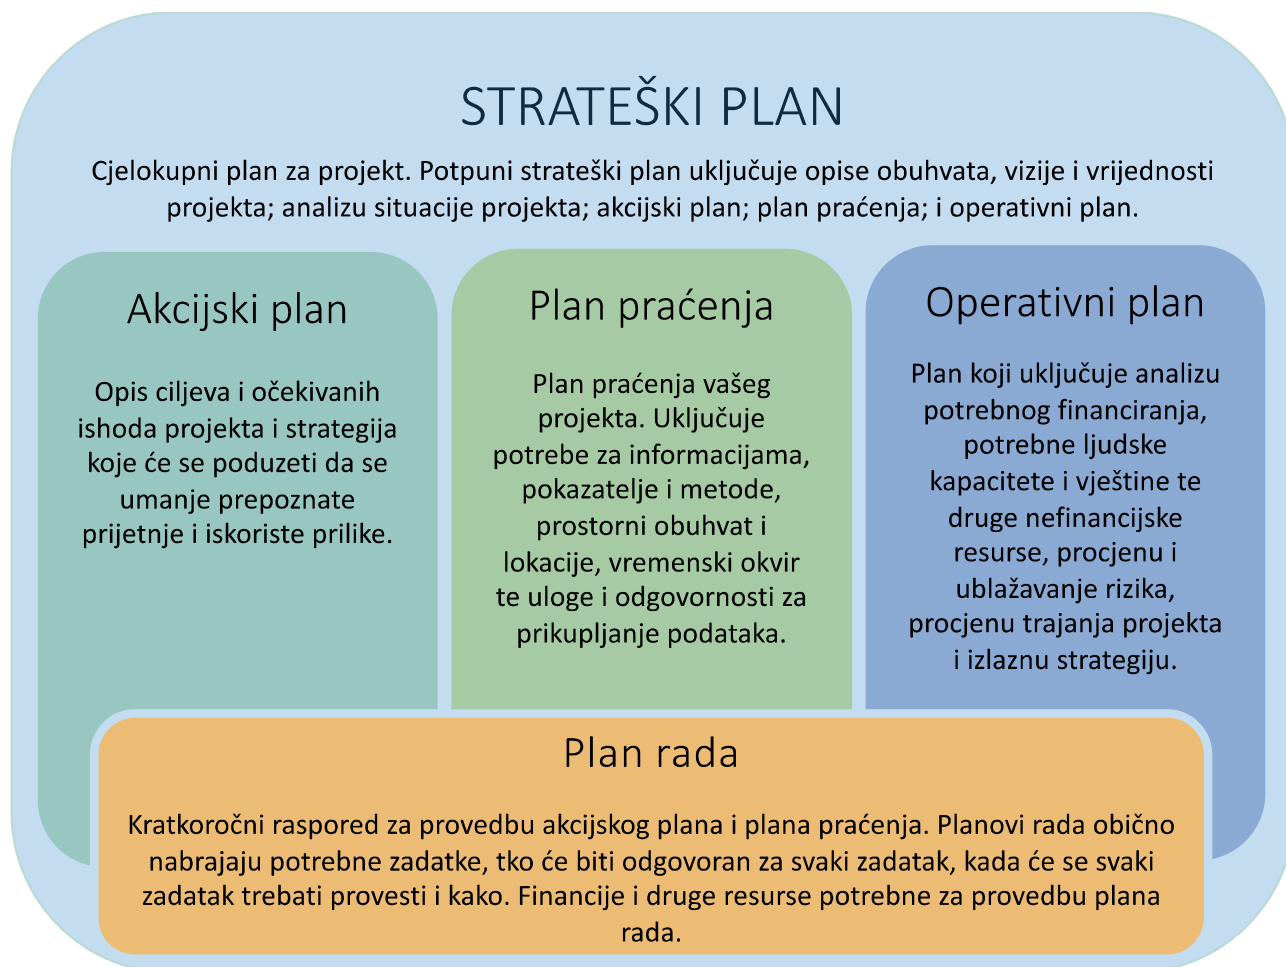 STRATEŠKI PLAN
Cjelokupni plan za projekt. Potpuni strateški plan uključuje opise obuhvata, vizije i vrijednosti
projekta; analizu situacije projekta; akcijski plan; plan praćenja; i operativni plan.
Akcijski plan
Opis ciljeva i očekivanih
ishoda projekta i strategija
koje će se poduzeti da se
umanje prepoznate
prijetnje i iskoriste prilike.
Plan praćenja
Plan praćenja vašeg
projekta. Uključuje
potrebe za informacijama,
pokazatelje i metode,
prostorni obuhvat i
lokacije, vremenski okvir
te uloge i odgovornosti za
prikupljanje podataka.
Operativni plan
Plan koji uključuje analizu
potrebnog financiranja,
potrebne ljudske
kapacitete i vještine te
druge nefinancijske
resurse, procjenu i
ublažavanje rizika,
procjenu trajanja projekta
i izlaznu strategiju.
Plan rada
Kratkoročni raspored za provedbu akcijskog plana i plana praćenja. Planovi rada obično
nabrajaju potrebne zadatke, tko će biti odgovoran za svaki zadatak, kada će se svaki
zadatak trebati provesti i kako. Financije i druge resurse potrebne za provedbu plana
rada.